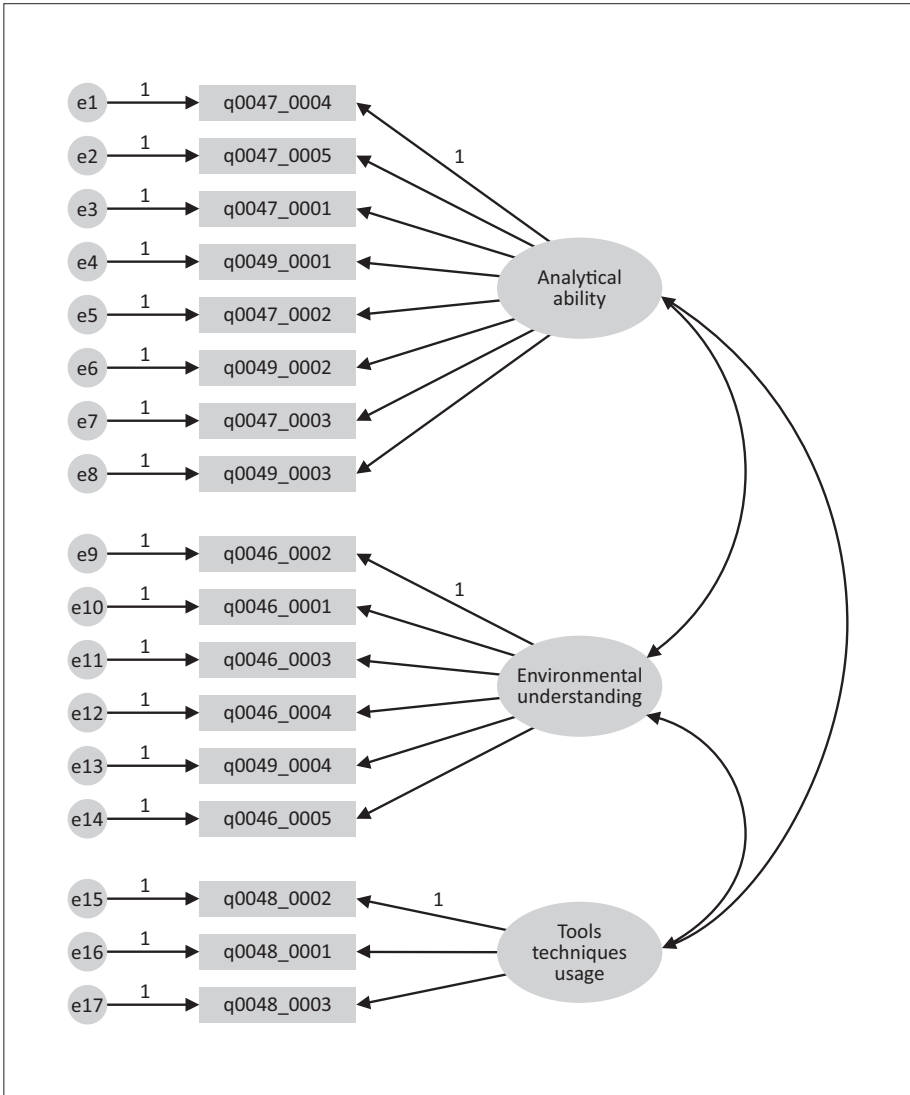 e1 1 q0047_0004
1
e2 1 q0047_0005
e3 1 q0047_0001
e4 1 q0049_0001
Analytical
ability
e5 1 q0047_0002
e6 1 q0049_0002
e7 1 q0047_0003
e8 1 q0049_0003
e9 1 q0046_0002
1
e10 1 q0046_0001
e11 1 q0046_0003
Environmental
understanding
e12 1 q0046_0004
e13 1 q0049_0004
e14 1 q0046_0005
e15 1 q0048_0002
1
e16 1 q0048_0001
Tools
techniques
usage
e17 1 q0048_0003